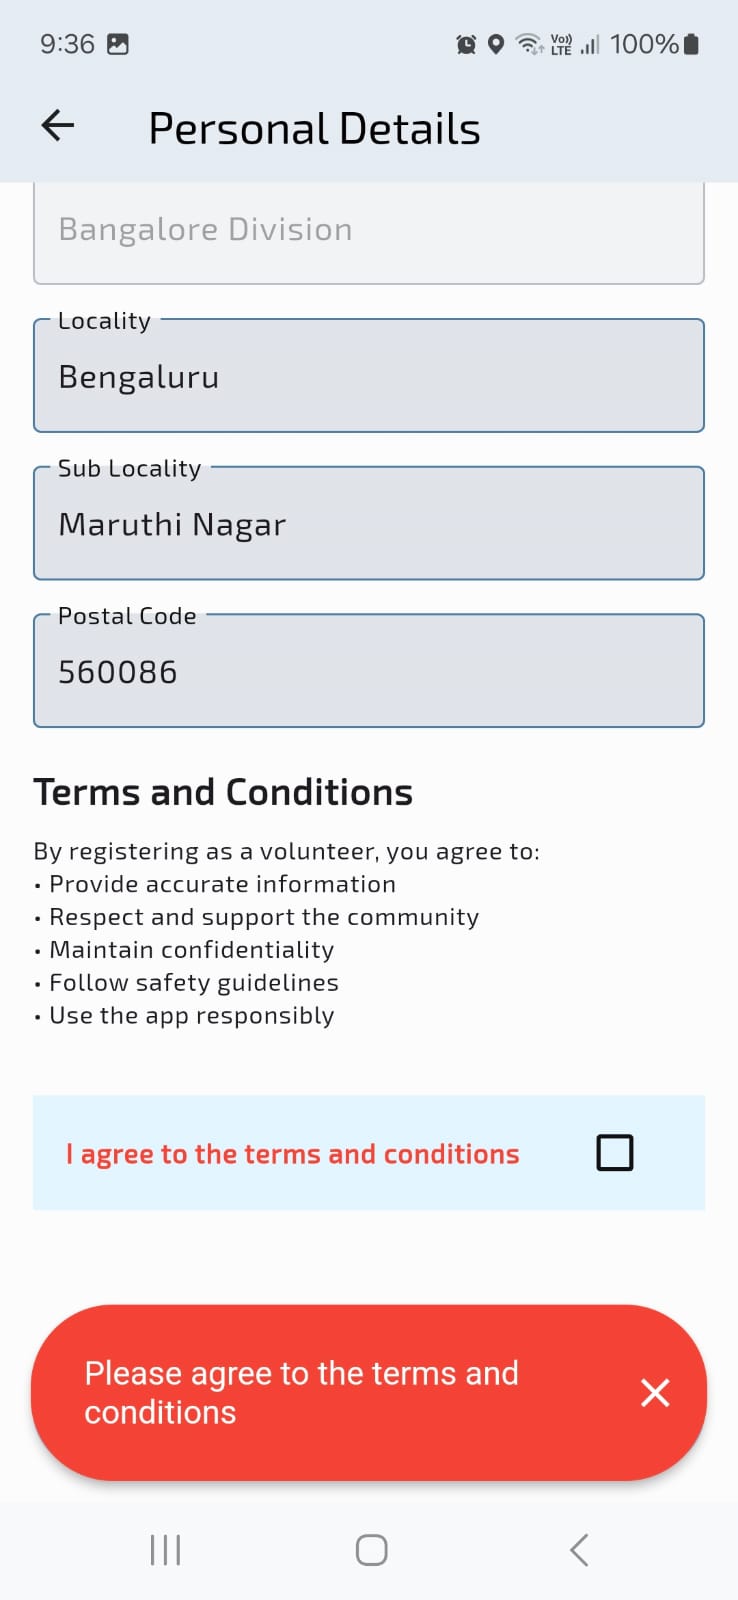 9:36 Vo)) LTE 100%
Personal Details
Bangalore Division
Locality
Bengaluru
Sub Locality
Maruthi Nagar
Postal Code
560086
Terms and Conditions
By registering as a volunteer, you agree to:
• Provide accurate information
• Respect and support the community
• Maintain confidentiality
• Follow safety guidelines
• Use the app responsibly
I agree to the terms and conditions
Please agree to the terms and
conditions